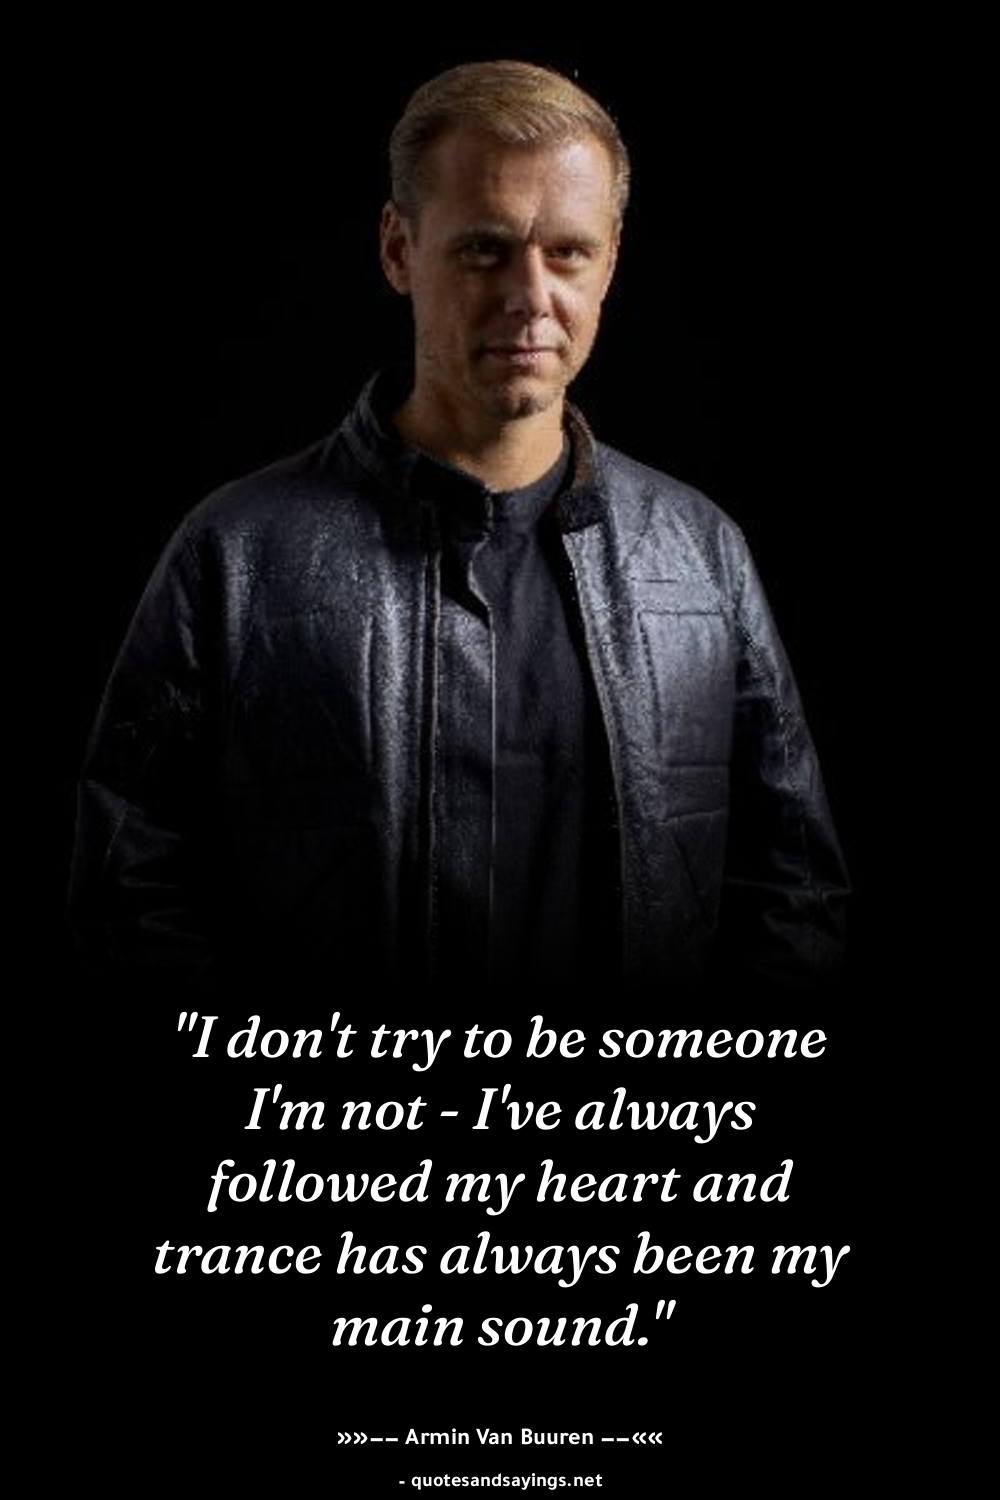 "I don't try to be someone
I'm not - I've always
followed my heart and
trance has always been my
main sound."
»»–– Armin Van Buuren ––««
- quotesandsayings.net